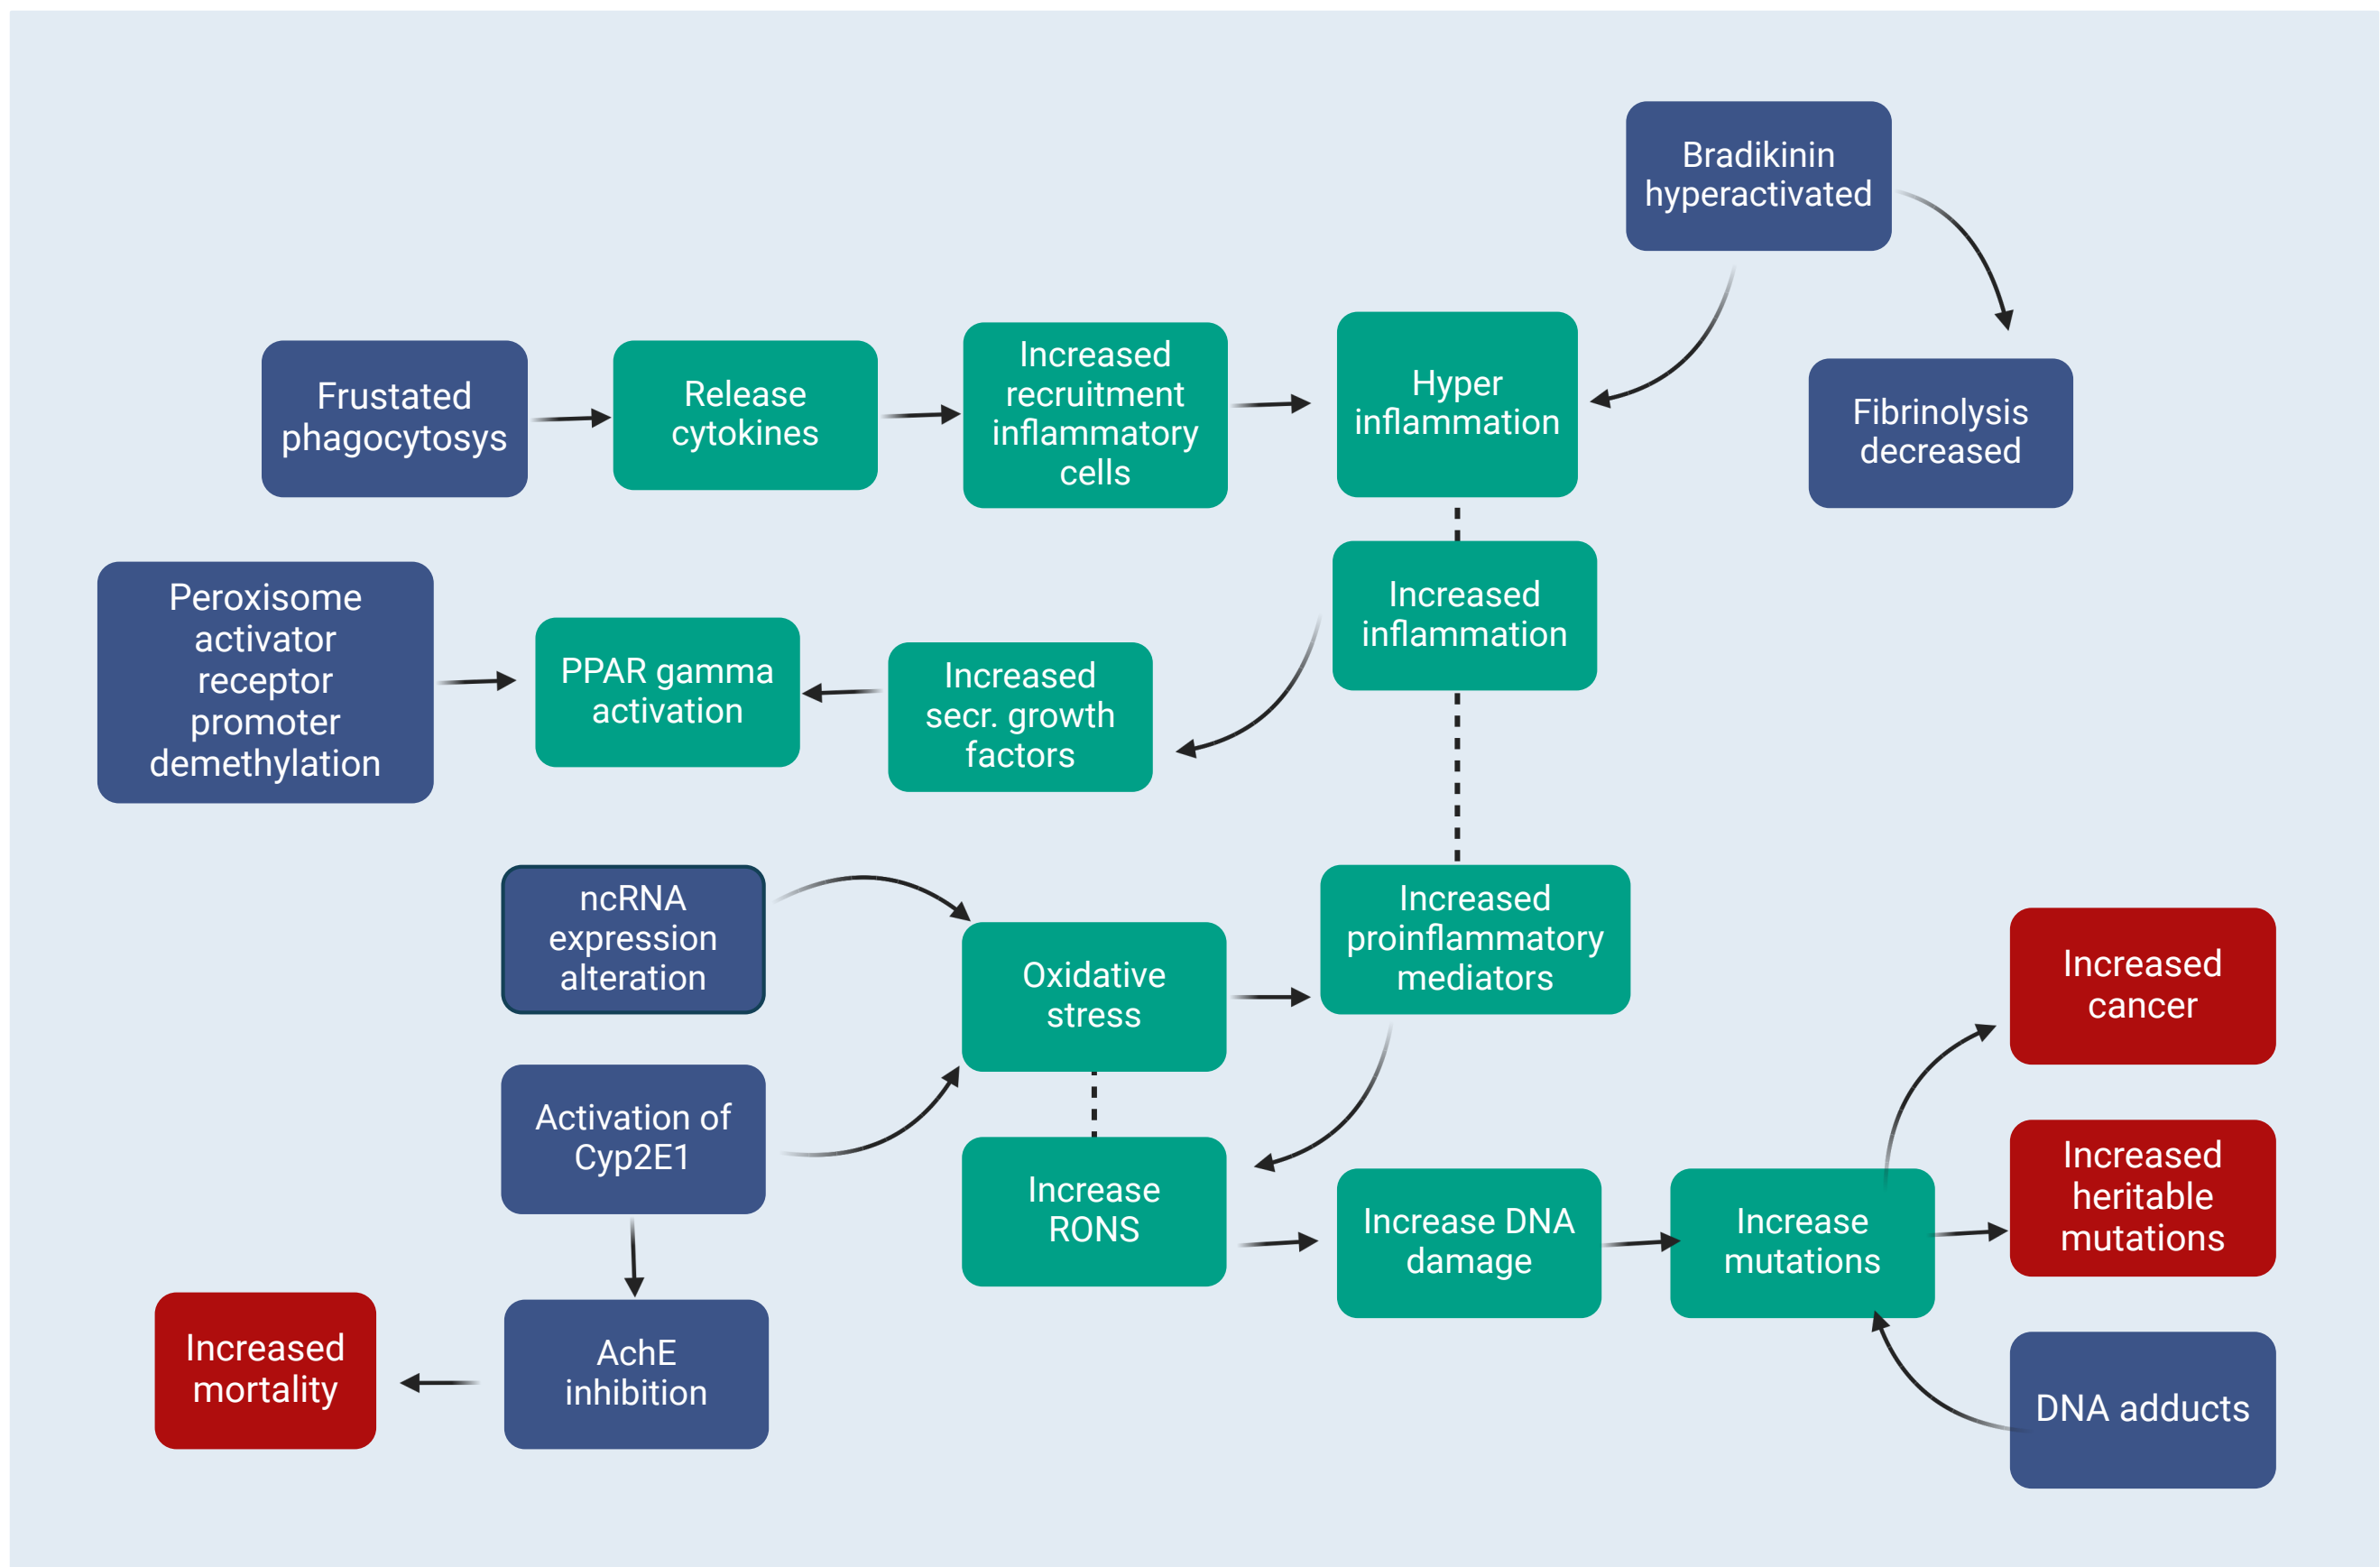 Bradikinin
hyperactivated
Frustated
phagocytosys
Release
cytokines
Increased
recruitment
inflammatory
cells
Hyper
inflammation
Fibrinolysis
decreased
Peroxisome
activator
receptor
promoter
demethylation
PPAR gamma
activation
Increased
secr. growth
factors
Increased
inflammation
ncRNA
expression
alteration
Oxidative
stress
Increased
proinflammatory
mediators
Increased
cancer
Activation of
Cyp2E1
Increase
RONS
Increase DNA
damage
Increase
mutations
Increased
heritable
mutations
Increased
mortality
AchE
inhibition
DNA adducts